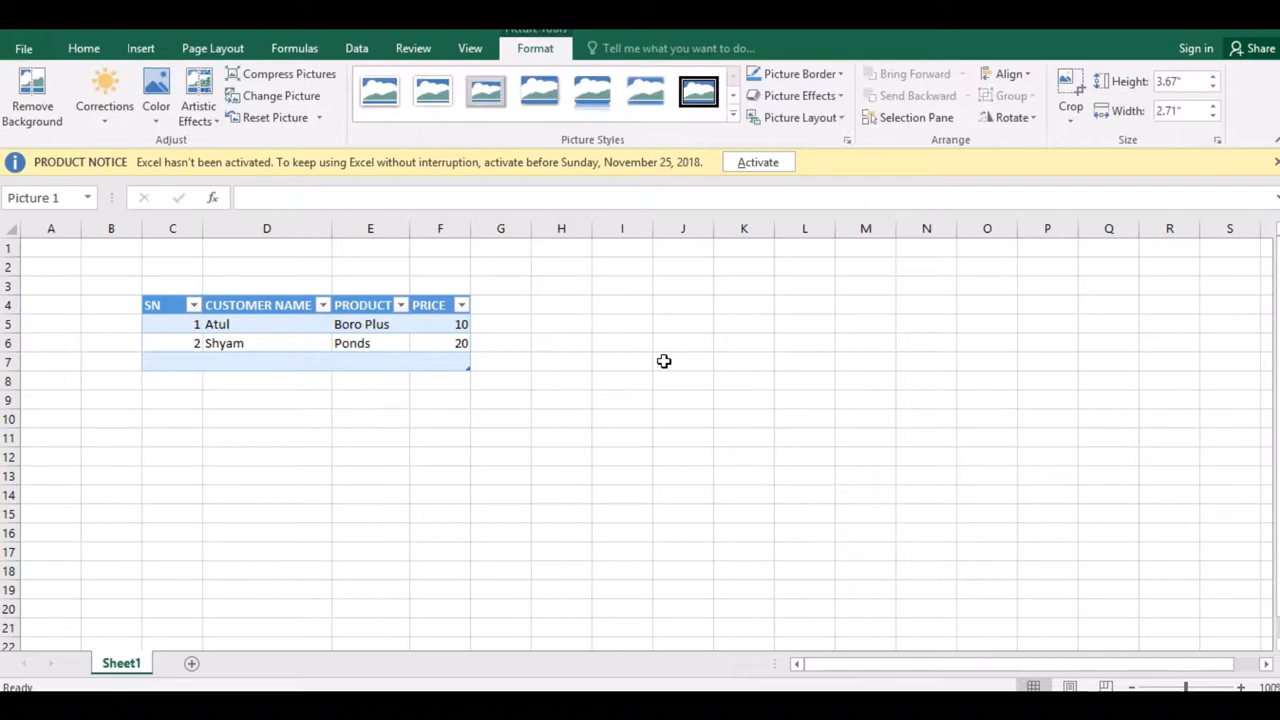 Picture Tools
File Home Insert Page Layout Formulas Data Review View Format Tell me what you want to do... Sign in Share
Remove Background
Corrections
Color
Artistic Effects
Compress Pictures
Change Picture
Reset Picture
Adjust
Picture Styles
Picture Border
Picture Effects
Picture Layout
Bring Forward
Send Backward
Selection Pane
Align
Group
Rotate
Arrange
Crop
Height: 3.67"
Width: 2.71"
Size
PRODUCT NOTICE Excel hasn't been activated. To keep using Excel without interruption, activate before Sunday, November 25, 2018. Activate
Picture 1 fx
A B C D E F G H I J K L M N O P Q R S
1
2
3
4 SN CUSTOMER NAME PRODUCT PRICE
5 1 Atul Boro Plus 10
6 2 Shyam Ponds 20
7
8
9
10
11
12
13
14
15
16
17
18
19
20
21
22
Sheet1
Ready 100%